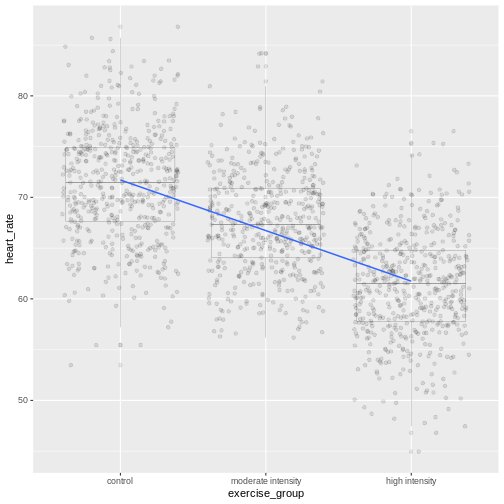 heart_rate
80
70
60
50
control
moderate intensity
high intensity
exercise_group